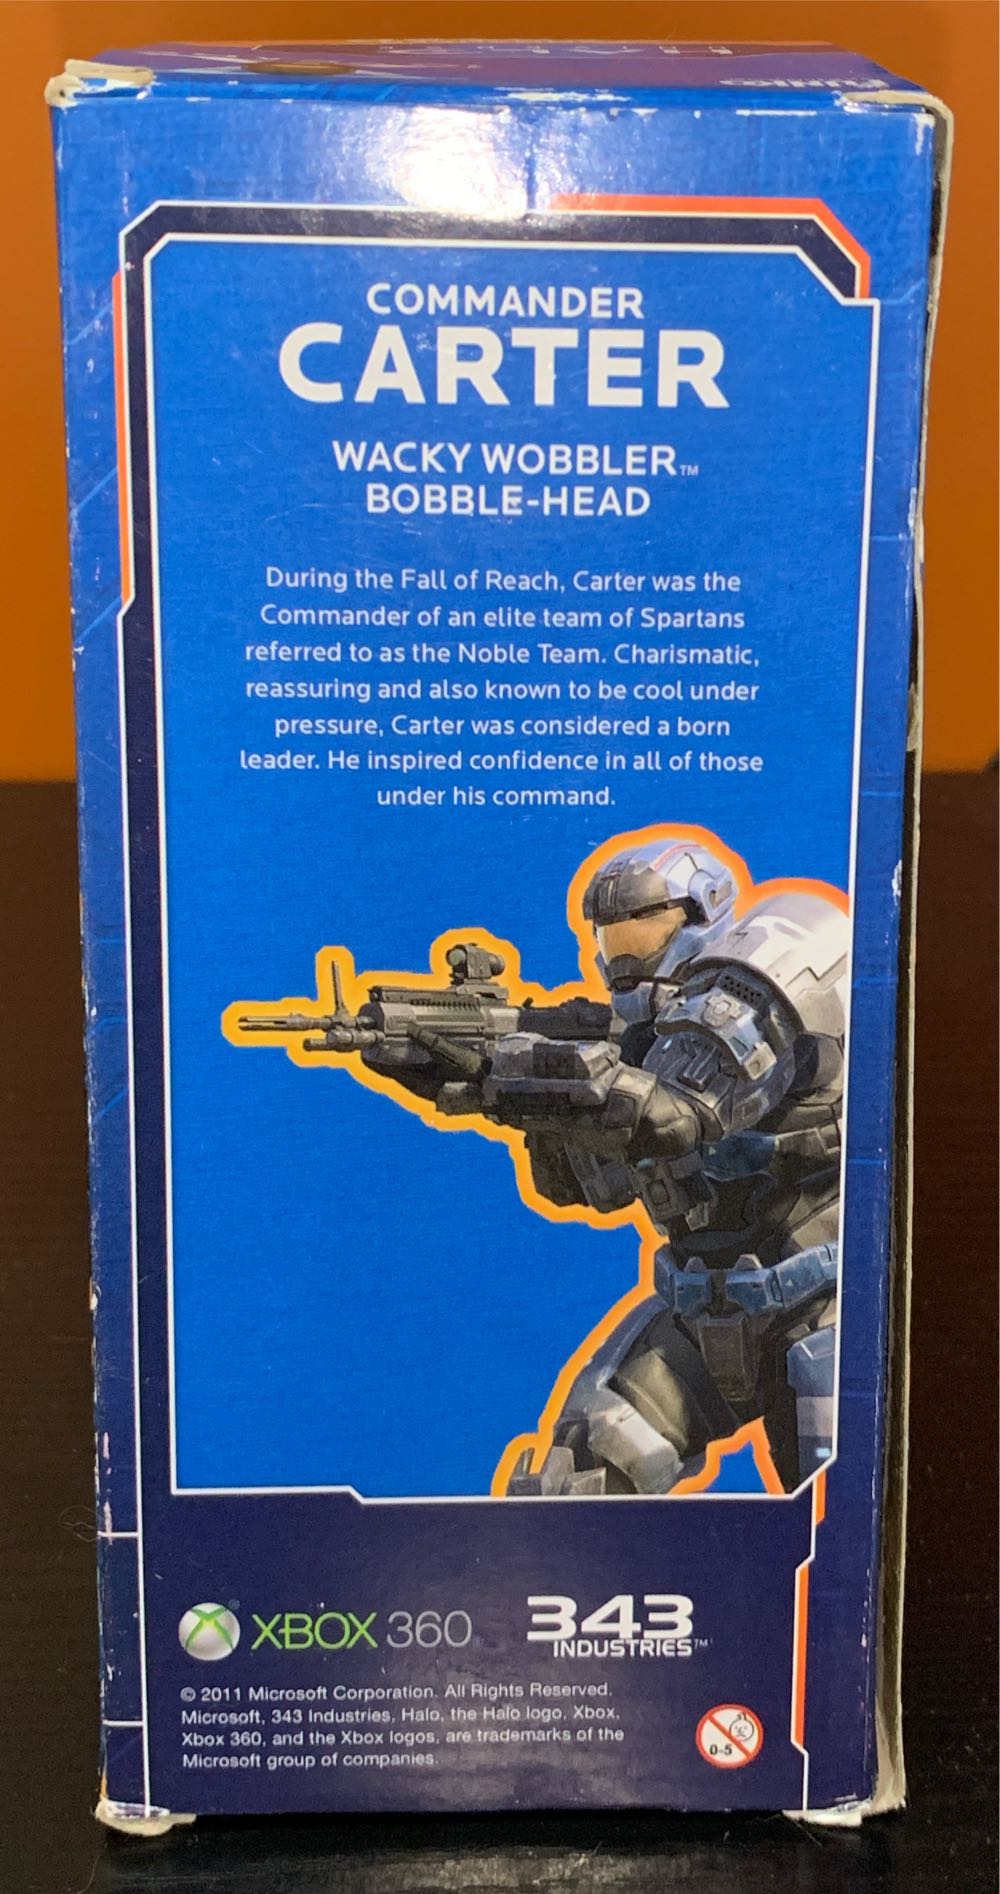 FUNKO
COMMANDER
CARTER
WACKY WOBBLER™
BOBBLE-HEAD
During the Fall of Reach, Carter was the
Commander of an elite team of Spartans
referred to as the Noble Team. Charismatic,
reassuring and also known to be cool under
pressure, Carter was considered a born
leader. He inspired confidence in all of those
under his command.
XBOX 360®
343
INDUSTRIES™
© 2011 Microsoft Corporation. All Rights Reserved.
Microsoft, 343 Industries, Halo, the Halo logo, Xbox,
Xbox 360, and the Xbox logos, are trademarks of the
Microsoft group of companies.
0-5